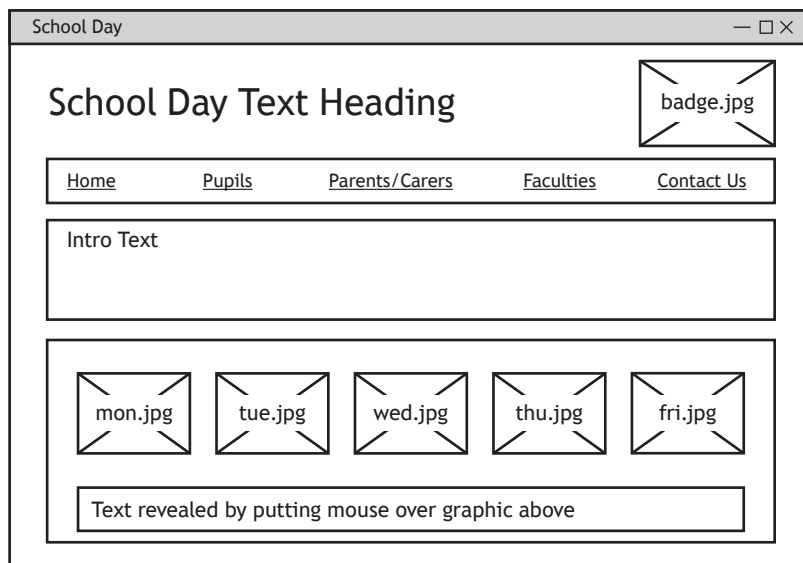 School Day
School Day Text Heading
badge.jpg
Home Pupils Parents/Carers Faculties Contact Us
Intro Text
mon.jpg tue.jpg wed.jpg thu.jpg fri.jpg
Text revealed by putting mouse over graphic above